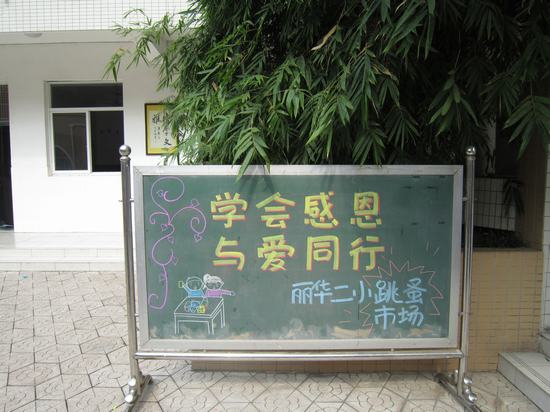 学会感恩
与爱同行
丽华二小跳蚤
市场